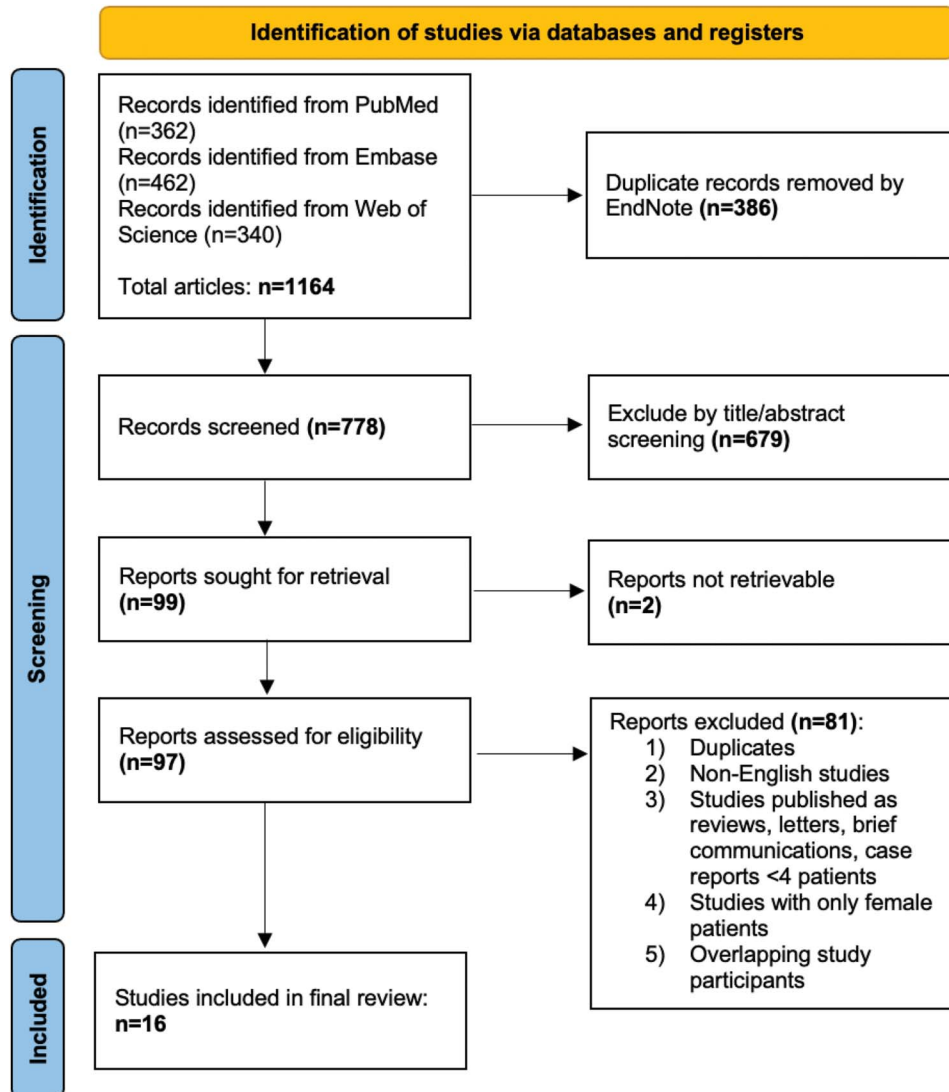 Identification of studies via databases and registers
Identification
Records identified from PubMed
(n=362)
Records identified from Embase
(n=462)
Records identified from Web of
Science (n=340)
Total articles: n=1164
Duplicate records removed by
EndNote (n=386)
Screening
Records screened (n=778)
Exclude by title/abstract
screening (n=679)
Reports sought for retrieval
(n=99)
Reports not retrievable
(n=2)
Reports assessed for eligibility
(n=97)
Reports excluded (n=81):
1) Duplicates
2) Non-English studies
3) Studies published as
reviews, letters, brief
communications, case
reports <4 patients
4) Studies with only female
patients
5) Overlapping study
participants
Included
Studies included in final review:
n=16